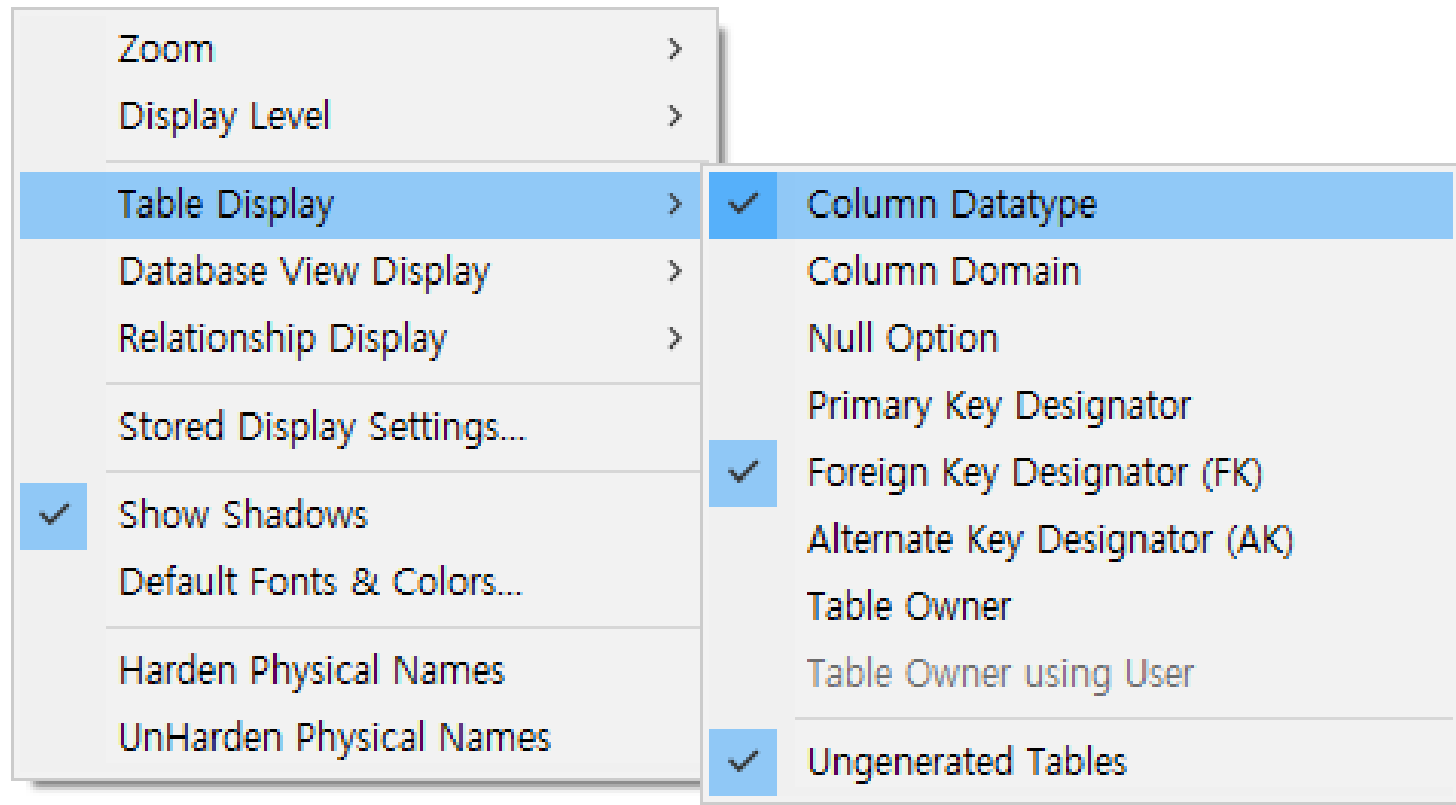 Zoom
Display Level
Table Display
Database View Display
Relationship Display
Stored Display Settings...
Show Shadows
Default Fonts & Colors...
Harden Physical Names
UnHarden Physical Names
Column Datatype
Column Domain
Null Option
Primary Key Designator
Foreign Key Designator (FK)
Alternate Key Designator (AK)
Table Owner
Table Owner using User
Ungenerated Tables